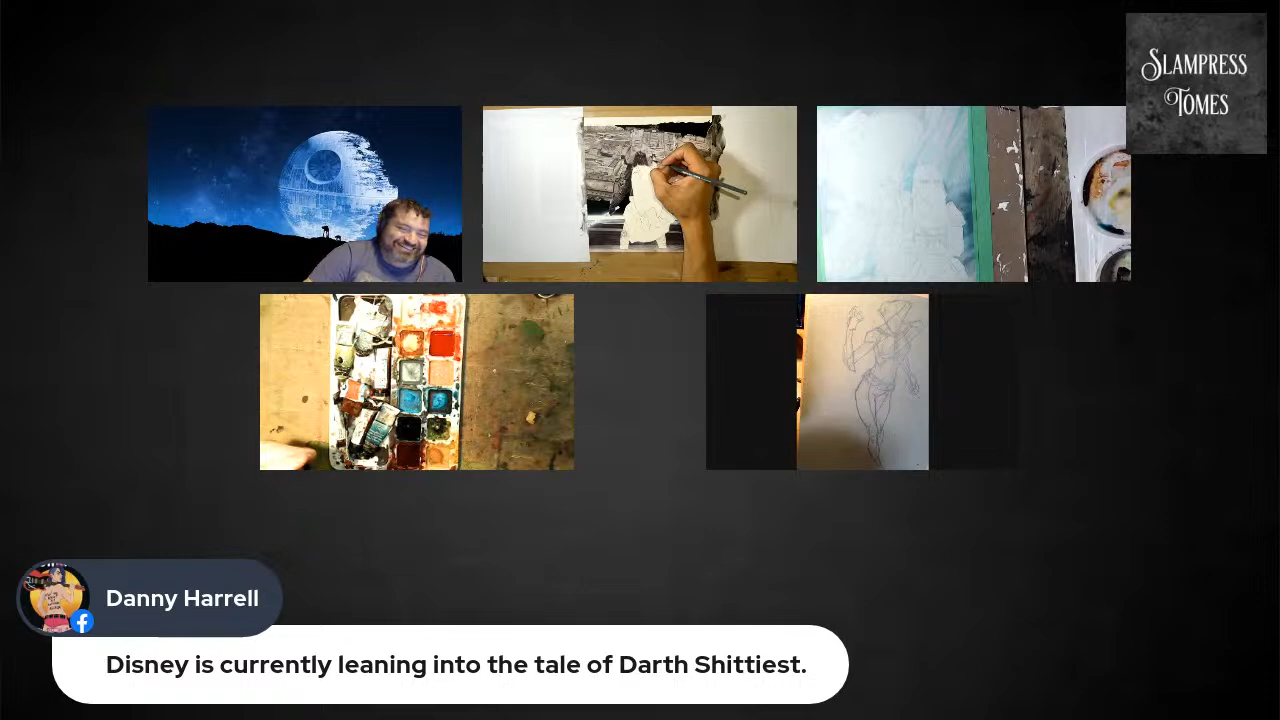 SLAMPRESS
TOMES
Danny Harrell
Disney is currently leaning into the tale of Darth Shittiest.